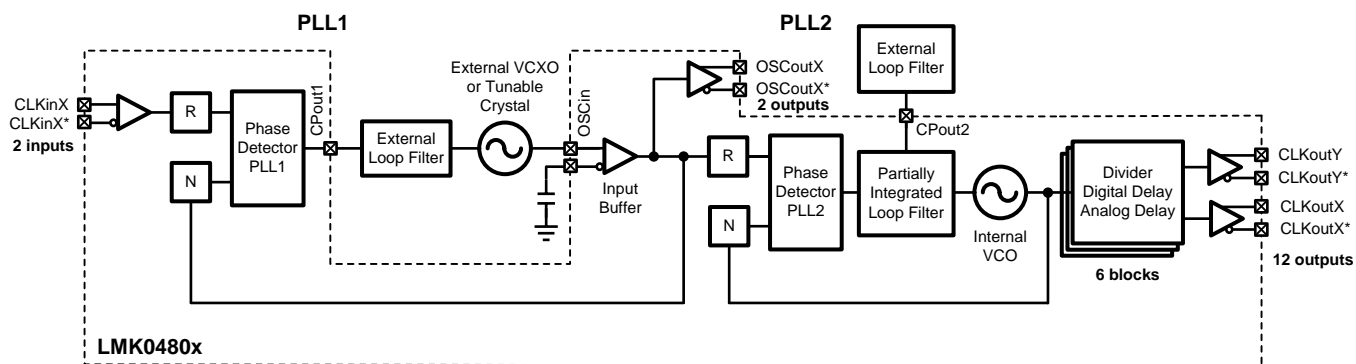 PLL1
PLL2
CLKinX
CLKinX*
2 inputs
R
N
Phase
Detector
PLL1
CPout1
External
Loop Filter
External VCXO
or Tunable
Crystal
OSCin
Input
Buffer
OSCoutX
OSCoutX*
2 outputs
R
N
Phase
Detector
PLL2
External
Loop Filter
CPout2
Partially
Integrated
Loop Filter
Internal
VCO
Divider
Digital Delay
Analog Delay
6 blocks
CLKoutY
CLKoutY*
CLKoutX
CLKoutX*
12 outputs
LMK0480x